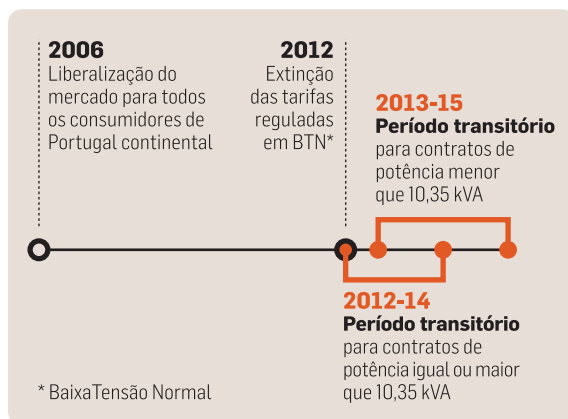 2006
Liberalização do
mercado para todos
os consumidores de
Portugal continental
2012
Extinção
das tarifas
reguladas
em BTN*
2013-15
Período transitório
para contratos de
potência menor
que 10,35 kVA
2012-14
Período transitório
para contratos de
potência igual ou maior
que 10,35 kVA
* BaixaTensão Normal